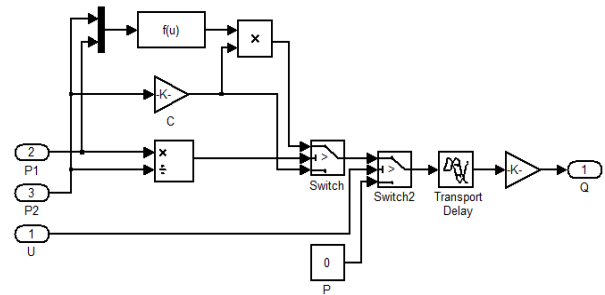 f(u)
×
-K-
C
2
P1
×
÷
3
P2
1
U
>
Switch
>
Switch2
0
P
Transport
Delay
-K-
1
Q